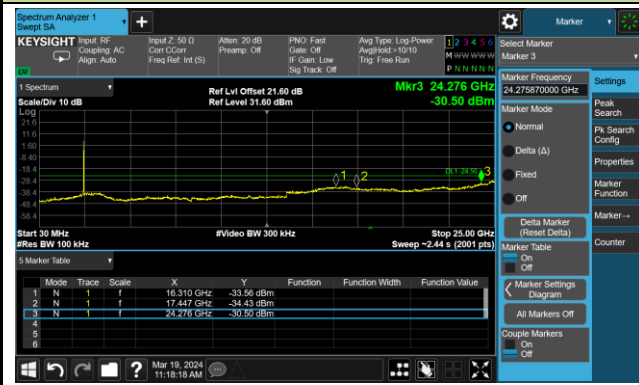 Spectrum Analyzer 1
Swept SA
Marker
KEYSIGHT
Input: RF
Coupling: AC
Align: Auto
Input Z: 50 Ω
Corr CCorr
Freq Ref: Int (S)
Atten: 20 dB
Preamp: Off
PNO: Fast
Gate: Off
IF Gain: Low
Sig Track: Off
Avg Type: Log-Power
Avg|Hold:>10/10
Trig: Free Run
1 2 3 4 5 6
M W W W W W
P N N N N N
LXI
Select Marker
Marker 3
1 Spectrum
Scale/Div 10 dB
Log
Ref Lvl Offset 21.60 dB
Ref Level 31.60 dBm
Mkr3 24.276 GHz
-30.50 dBm
21.6
11.6
1.60
-8.40
-18.4
-28.4
-38.4
-48.4
-58.4
DL1 -24.50
1
2
3
Start 30 MHz
#Res BW 100 kHz
#Video BW 300 kHz
Stop 25.00 GHz
Sweep ~2.44 s (2001 pts)
5 Marker Table
Mode Trace Scale X Y Function Function Width Function Value
1 N 1 f 16.310 GHz -33.56 dBm
2 N 1 f 17.447 GHz -34.43 dBm
3 N 1 f 24.276 GHz -30.50 dBm
4
5
6
Marker Frequency
24.275870000 GHz
Marker Mode
Normal
Delta (Δ)
Fixed
Off
Delta Marker
(Reset Delta)
Marker Table
On
Off
Marker Settings
Diagram
All Markers Off
Couple Markers
On
Off
Settings
Peak
Search
Pk Search
Config
Properties
Marker
Function
Marker→
Counter
Mar 19, 2024
11:18:18 AM